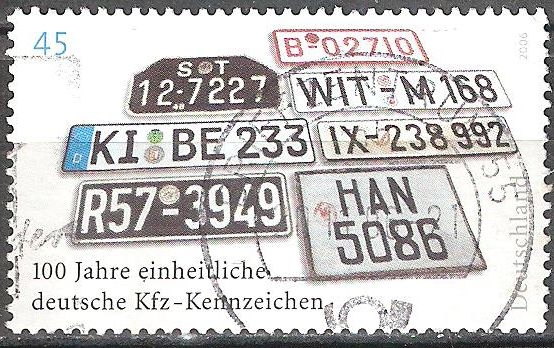 45
2006
B-02710
S T
12-7227
WIT-M 168
D
KI BE 233
IX-238 992
R57-3949
HAN
5086
100 Jahre einheitliche
deutsche Kfz-Kennzeichen
Deutschland